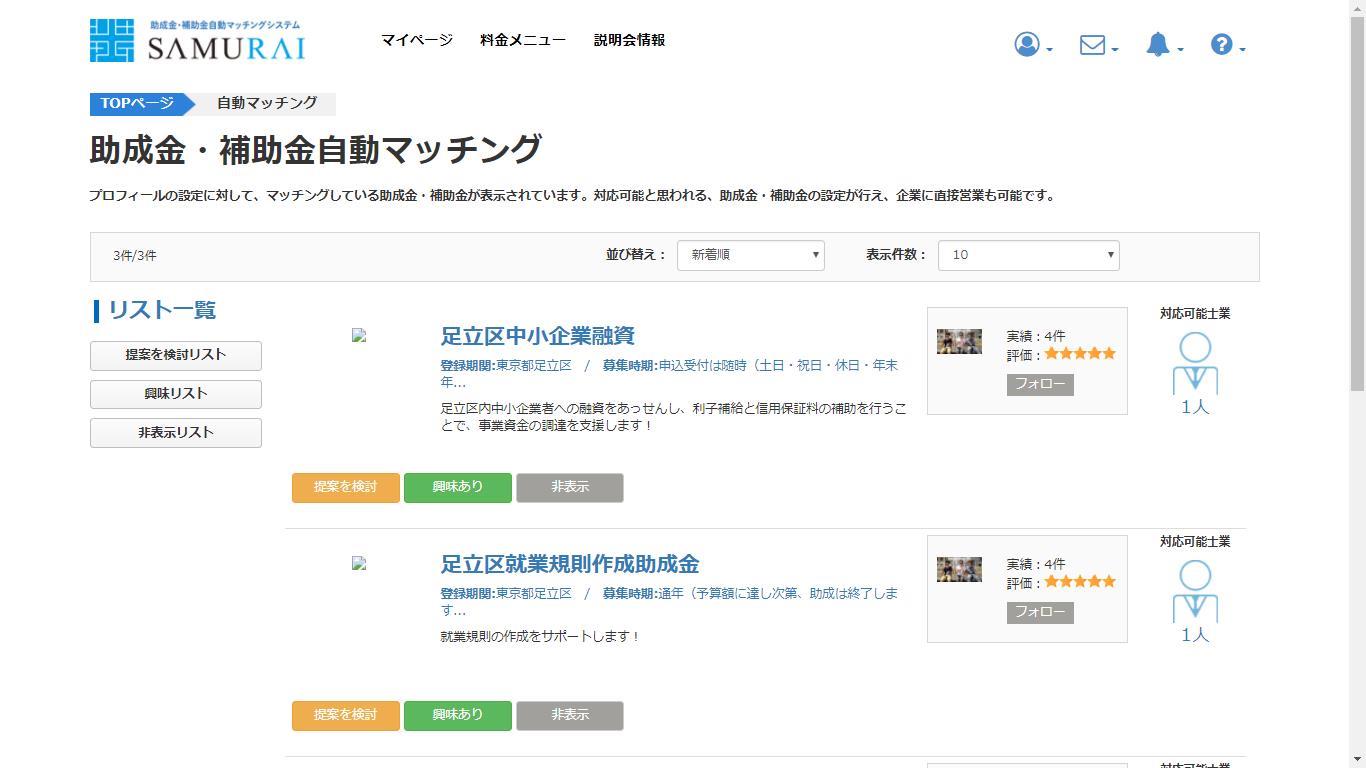 助成金・補助金自動マッチングシステム
SAMURAI
マイページ 料金メニュー 説明会情報
TOPページ 自動マッチング
助成金・補助金自動マッチング
プロフィールの設定に対して、マッチングしている助成金・補助金が表示されています。対応可能と思われる、助成金・補助金の設定が行え、企業に直接営業も可能です。
3件/3件 並び替え： 新着順 表示件数： 10
リスト一覧
提案を検討リスト
興味リスト
非表示リスト
足立区中小企業融資
登録期間:東京都足立区 / 募集時期:申込受付は随時（土日・祝日・休日・年末
年...
足立区内中小企業者への融資をあっせんし、利子補給と信用保証料の補助を行うこ
とで、事業資金の調達を支援します！
実績：4件
評価：★★★★★
フォロー
対応可能士業
1人
提案を検討 興味あり 非表示
足立区就業規則作成助成金
登録期間:東京都足立区 / 募集時期:通年（予算額に達し次第、助成は終了しま
す...
就業規則の作成をサポートします！
実績：4件
評価：★★★★★
フォロー
対応可能士業
1人
提案を検討 興味あり 非表示
対応可能士業